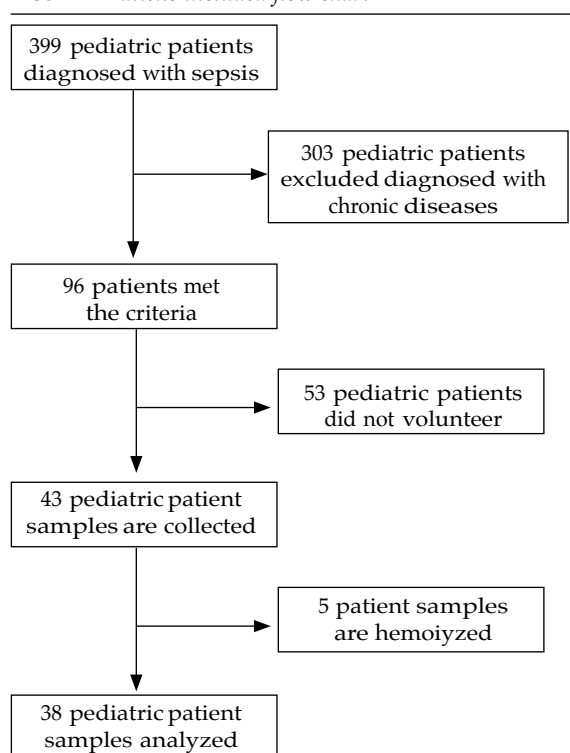 399 pediatric patients
diagnosed with sepsis
303 pediatric patients
excluded diagnosed with
chronic diseases
96 patients met
the criteria
53 pediatric patients
did not volunteer
43 pediatric patient
samples are collected
5 patient samples
are hemoiyzed
38 pediatric patient
samples analyzed